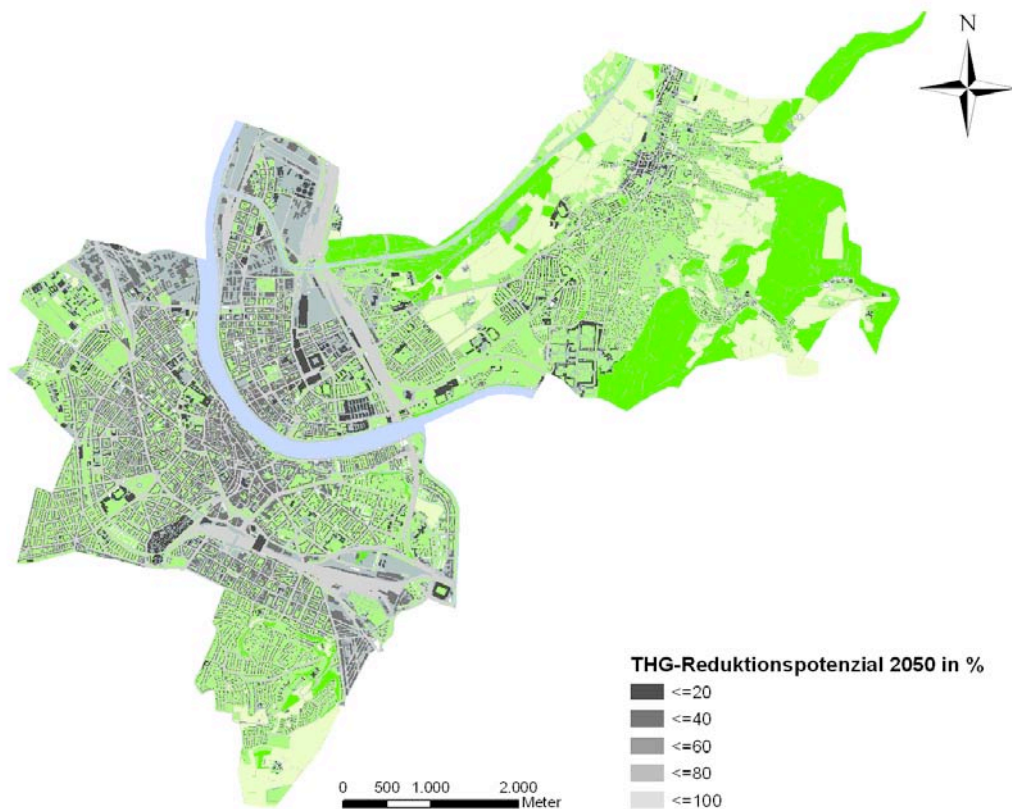 N
THG-Reduktionspotenzial 2050 in %
<=20
<=40
<=60
<=80
<=100
0 500 1.000 2.000
Meter